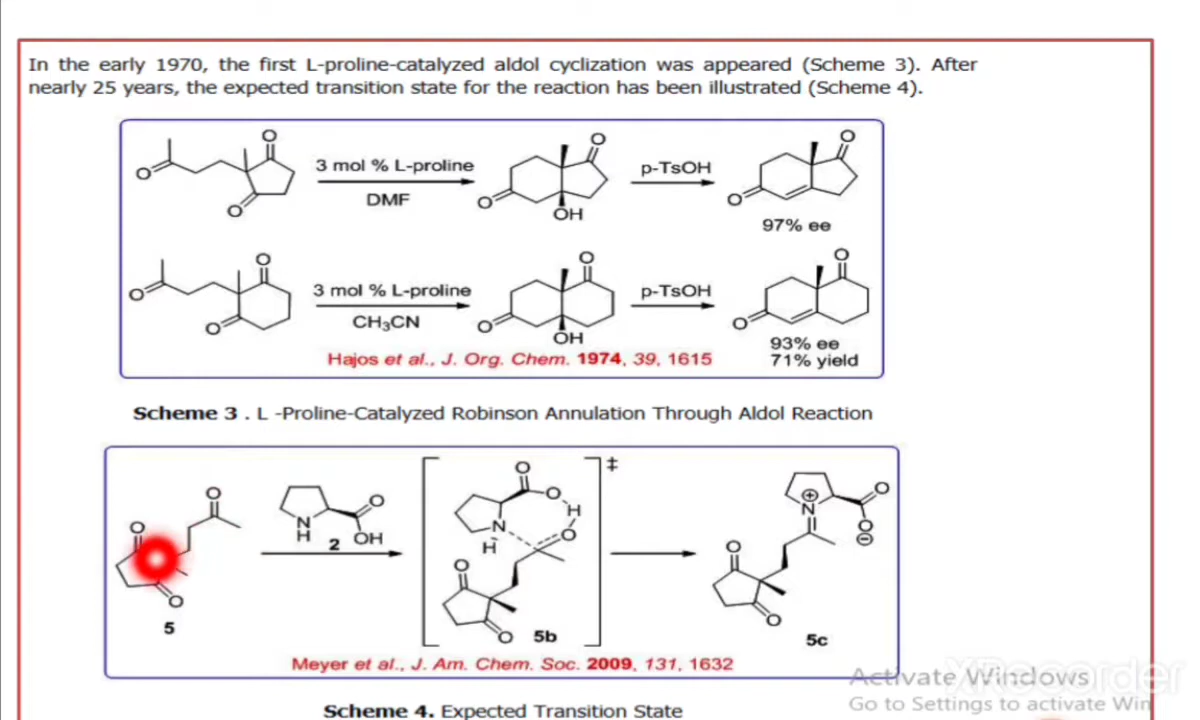 In the early 1970, the first L-proline-catalyzed aldol cyclization was appeared (Scheme 3). After
nearly 25 years, the expected transition state for the reaction has been illustrated (Scheme 4).
O
O
O
3 mol % L-proline
DMF
O
O
OH
p-TsOH
O
O
97% ee
O
O
O
3 mol % L-proline
CH3CN
O
O
OH
p-TsOH
O
O
93% ee
71% yield
Hajos et al., J. Org. Chem. 1974, 39, 1615
Scheme 3 . L -Proline-Catalyzed Robinson Annulation Through Aldol Reaction
O
O
O
5
N
H
O
OH
2
O
O
H
N
H
O
O
O
5b
‡
⊕
N
O
O
⊖
O
O
5c
Meyer et al., J. Am. Chem. Soc. 2009, 131, 1632
Scheme 4. Expected Transition State
Activate Windows
Go to Settings to activate Win
XRecorder